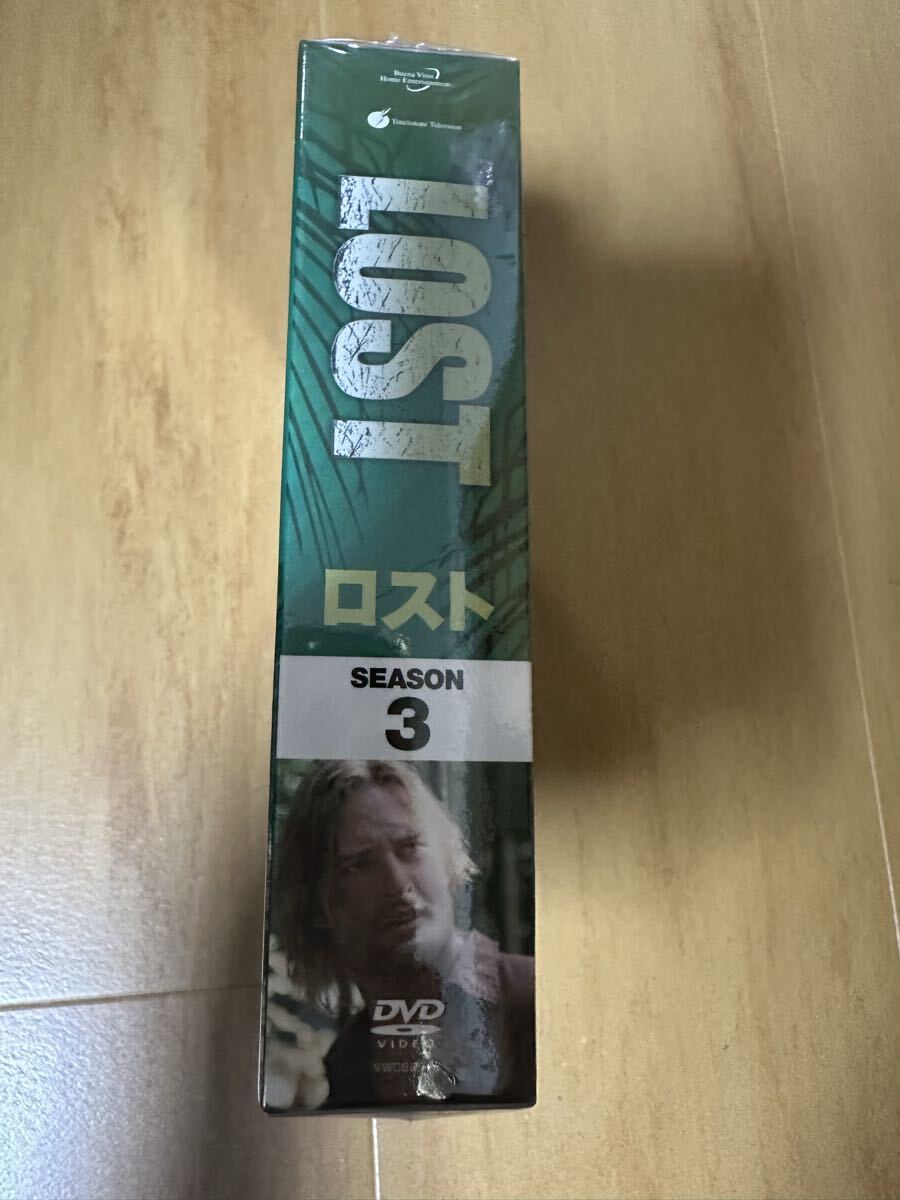 Buena Vista
Home Entertainment
Touchstone Television
LOST
ロスト
SEASON
3
DVD
VIDEO